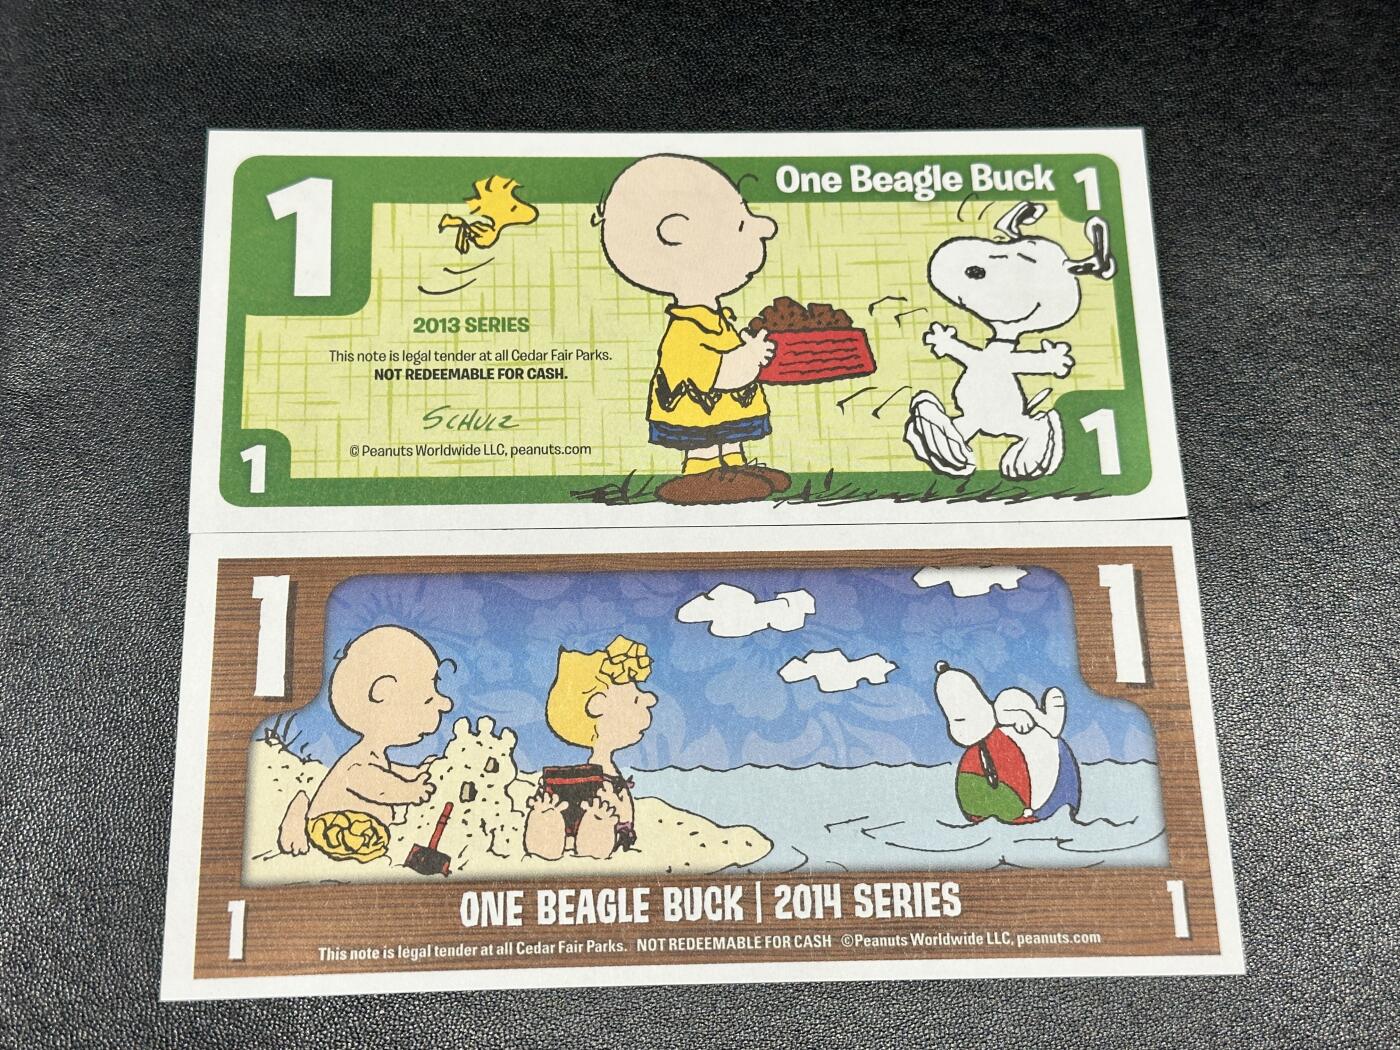 1
One Beagle Buck
1
2013 SERIES
This note is legal tender at all Cedar Fair Parks.
NOT REDEEMABLE FOR CASH.
SCHULZ
© Peanuts Worldwide LLC, peanuts.com
1
1
1
1
ONE BEAGLE BUCK | 2014 SERIES
1
1
This note is legal tender at all Cedar Fair Parks. NOT REDEEMABLE FOR CASH ©Peanuts Worldwide LLC, peanuts.com